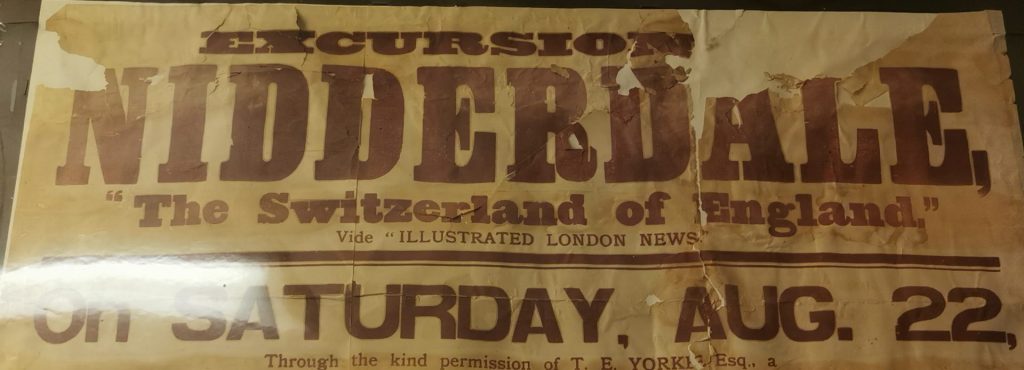 EXCURSION
NIDDERDALE,
"The Switzerland of England,"
Vide "ILLUSTRATED LONDON NEWS"
On SATURDAY, AUG. 22,
Through the kind permission of T. E. YORKE, Esq., a